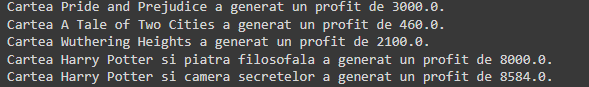 Cartea Pride and Prejudice a generat un profit de 3000.0.
Cartea A Tale of Two Cities a generat un profit de 460.0.
Cartea Wuthering Heights a generat un profit de 2100.0.
Cartea Harry Potter si piatra filosofala a generat un profit de 8000.0.
Cartea Harry Potter si camera secretelor a generat un profit de 8584.0.